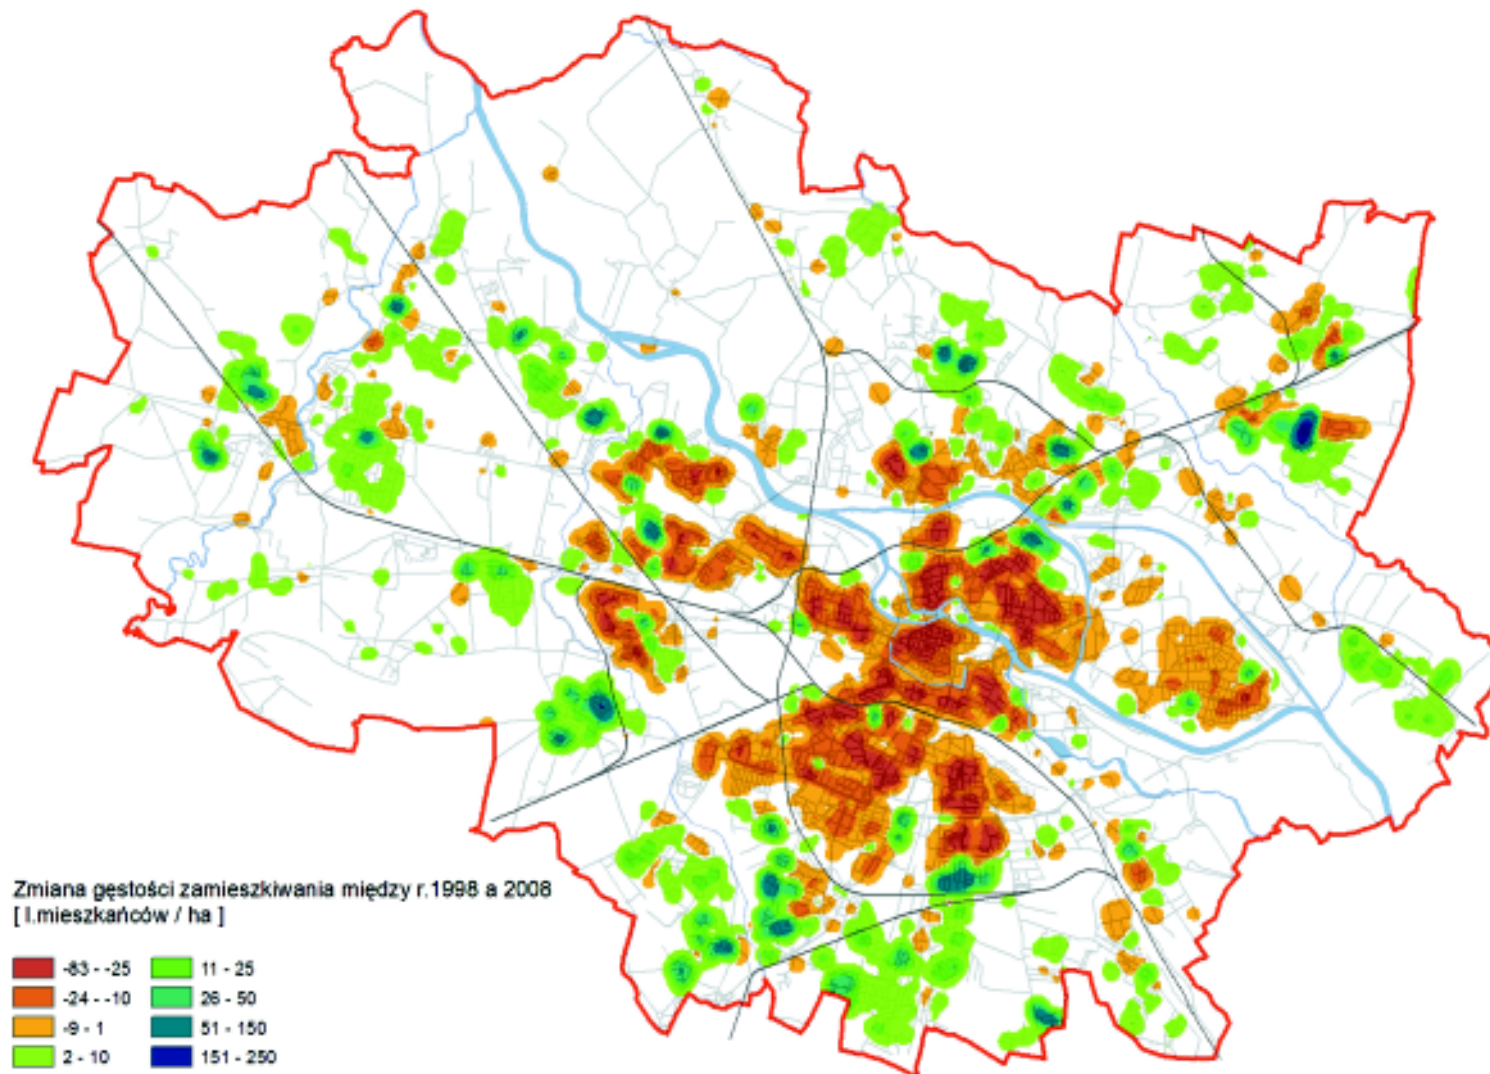 Zmiana gęstości zamieszkiwania między r.1998 a 2008
[ l.mieszkańców / ha ]
-83 - -25
11 - 25
-24 - -10
26 - 50
-9 - 1
51 - 150
2 - 10
151 - 250